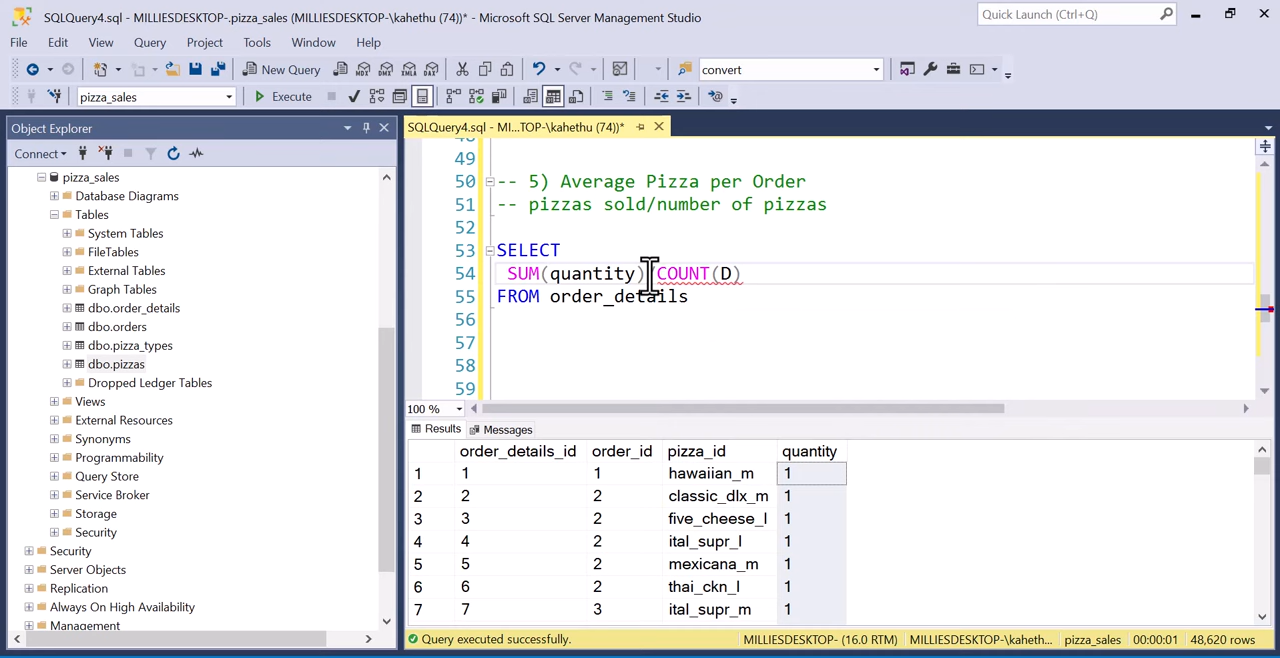 SQLQuery4.sql - MILLIESDESKTOP-.pizza_sales (MILLIESDESKTOP-\kahethu (74))* - Microsoft SQL Server Management Studio
Quick Launch (Ctrl+Q)
File Edit View Query Project Tools Window Help
New Query MDX DMX XMLA DAX convert
pizza_sales Execute
Object Explorer
SQLQuery4.sql - MI...TOP-\kahethu (74))*
Connect
pizza_sales
Database Diagrams
Tables
System Tables
FileTables
External Tables
Graph Tables
dbo.order_details
dbo.orders
dbo.pizza_types
dbo.pizzas
Dropped Ledger Tables
Views
External Resources
Synonyms
Programmability
Query Store
Service Broker
Storage
Security
Security
Server Objects
Replication
Always On High Availability
Management
49
50 -- 5) Average Pizza per Order
51 -- pizzas sold/number of pizzas
52
53 SELECT
54 SUM(quantity)/COUNT(D)
55 FROM order_details
56
57
58
59
100 %
Results Messages
order_details_id order_id pizza_id quantity
1 1 1 hawaiian_m 1
2 2 2 classic_dlx_m 1
3 3 2 five_cheese_l 1
4 4 2 ital_supr_l 1
5 5 2 mexicana_m 1
6 6 2 thai_ckn_l 1
7 7 3 ital_supr_m 1
Query executed successfully. MILLIESDESKTOP- (16.0 RTM) MILLIESDESKTOP-\kaheth... pizza_sales 00:00:01 48,620 rows